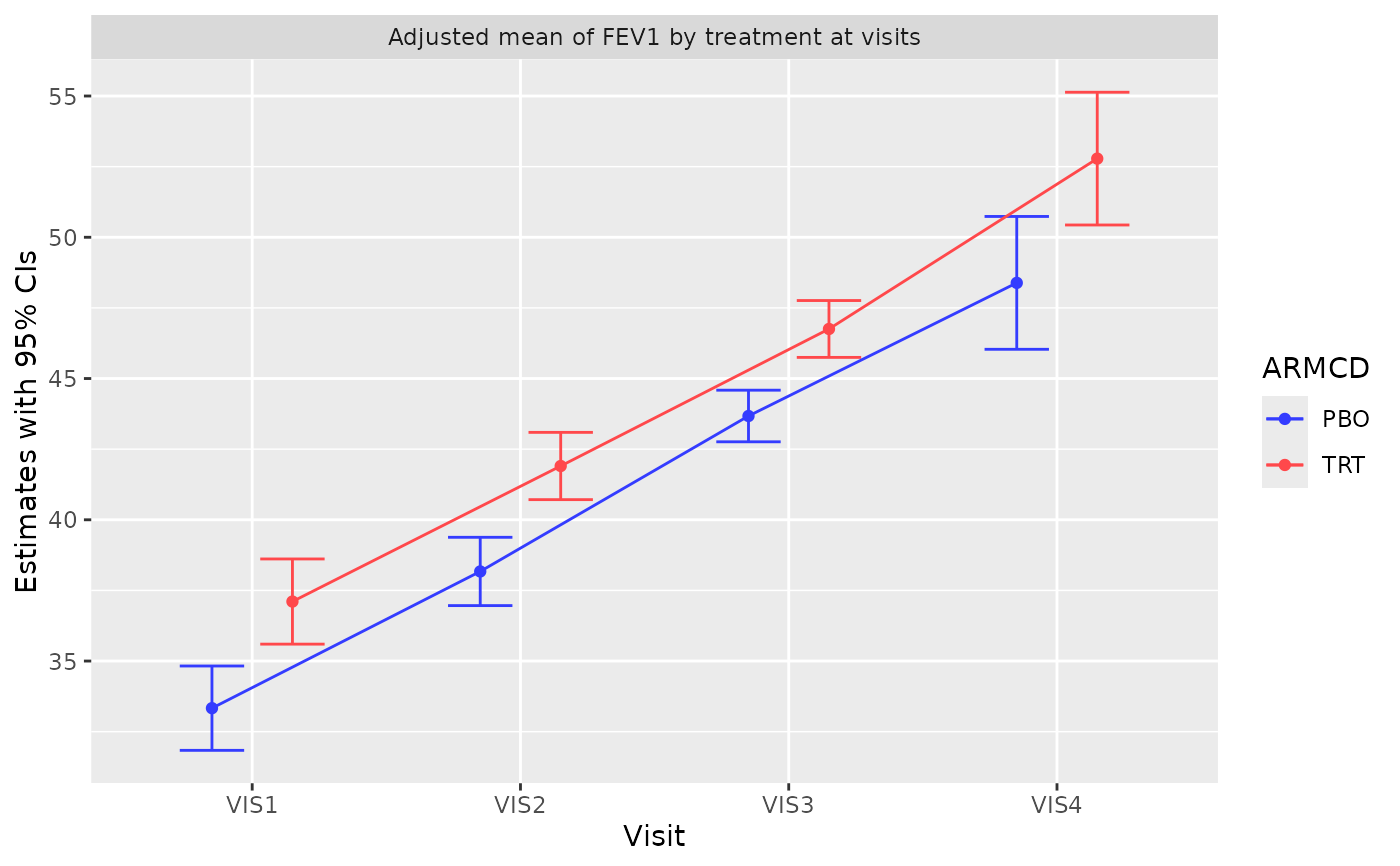 Adjusted mean of FEV1 by treatment at visits
Estimates with 95% CIs
55
50
45
40
35
VIS1 VIS2 VIS3 VIS4
Visit
ARMCD
PBO
TRT